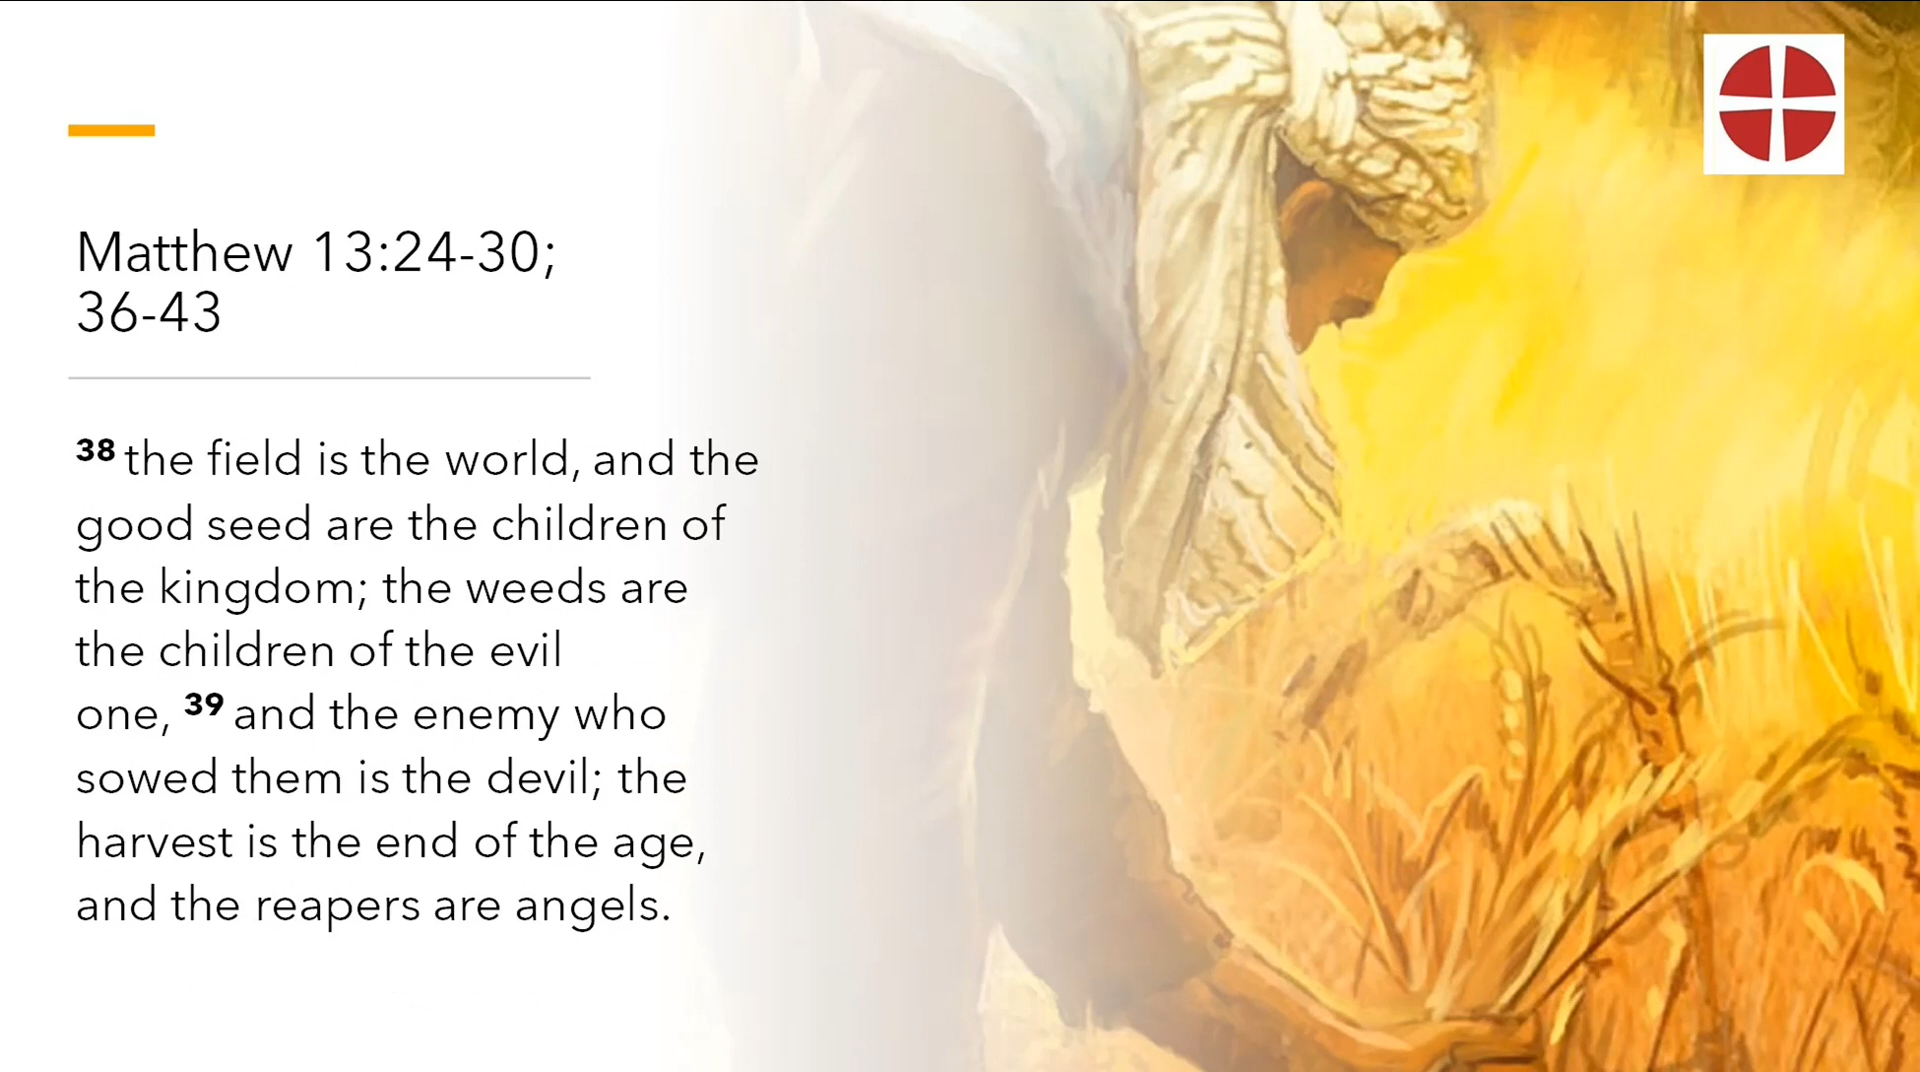 Matthew 13:24-30;
36-43
38 the field is the world, and the
good seed are the children of
the kingdom; the weeds are
the children of the evil
one, 39 and the enemy who
sowed them is the devil; the
harvest is the end of the age,
and the reapers are angels.